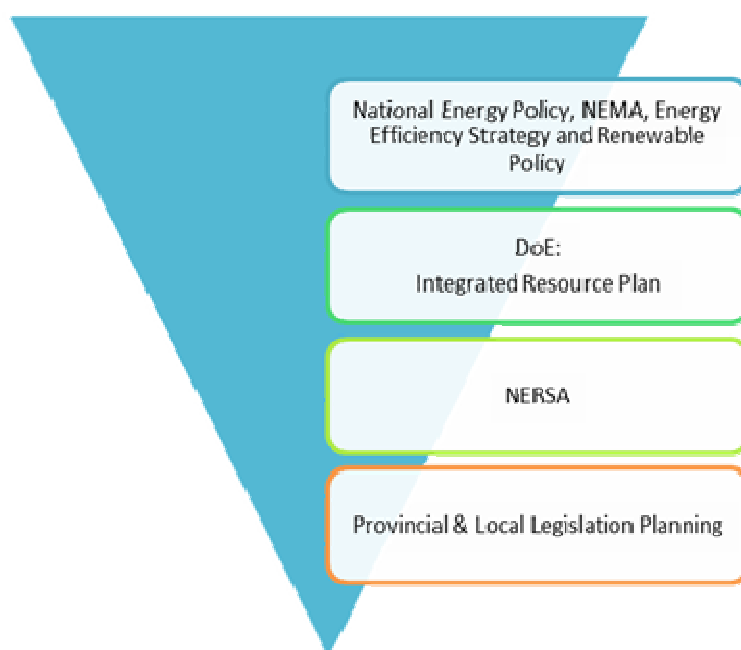 National Energy Policy, NEMA, Energy
Efficiency Strategy and Renewable
Policy
DoE:
Integrated Resource Plan
NERSA
Provincial & Local Legislation Planning